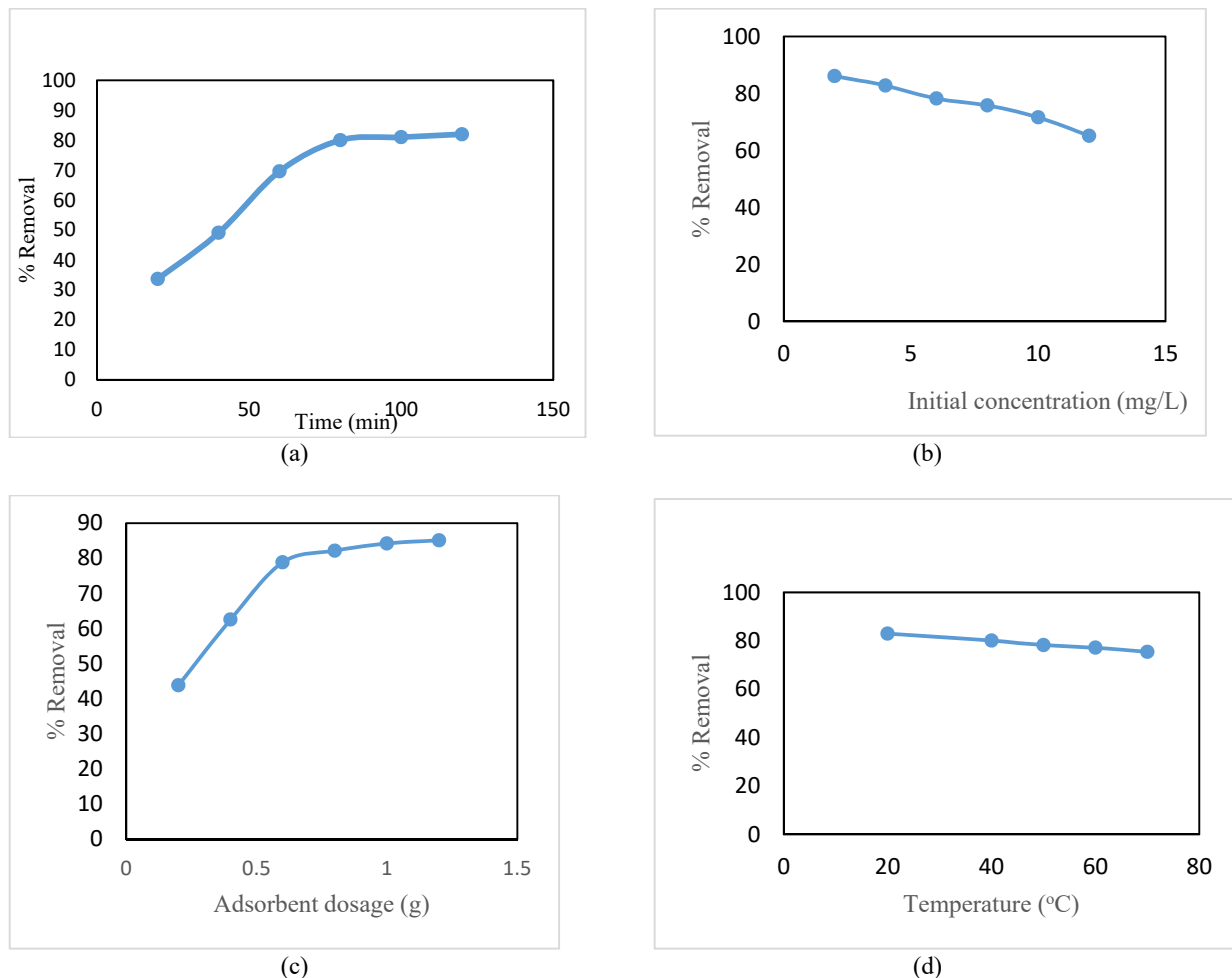 100
90
80
70
60
50
40
30
20
10
0
% Removal
0 50 100 150
Time (min)
(a)
100
80
60
40
20
0
% Removal
0 5 10 15
Initial concentration (mg/L)
(b)
90
80
70
60
50
40
30
20
10
0
% Removal
0 0.5 1 1.5
Adsorbent dosage (g)
(c)
100
80
60
40
20
0
% Removal
0 20 40 60 80
Temperature (°C)
(d)